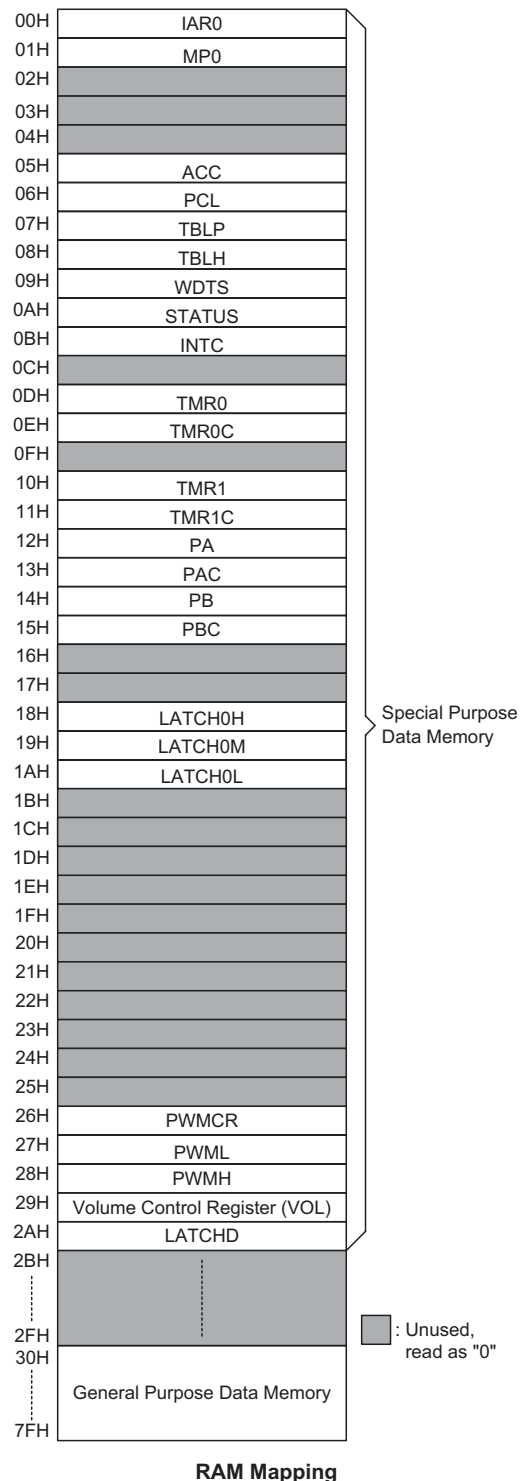 00H IAR0
01H MP0
02H
03H
04H
05H ACC
06H PCL
07H TBLP
08H TBLH
09H WDTS
0AH STATUS
0BH INTC
0CH
0DH TMR0
0EH TMR0C
0FH
10H TMR1
11H TMR1C
12H PA
13H PAC
14H PB
15H PBC
16H
17H
18H LATCH0H
19H LATCH0M
1AH LATCH0L
1BH
1CH
1DH
1EH
1FH
20H
21H
22H
23H
24H
25H
26H PWMCR
27H PWML
28H PWMH
29H Volume Control Register (VOL)
2AH LATCHD
2BH
2FH
30H
General Purpose Data Memory
7FH
Special Purpose
Data Memory
: Unused,
read as "0"
RAM Mapping